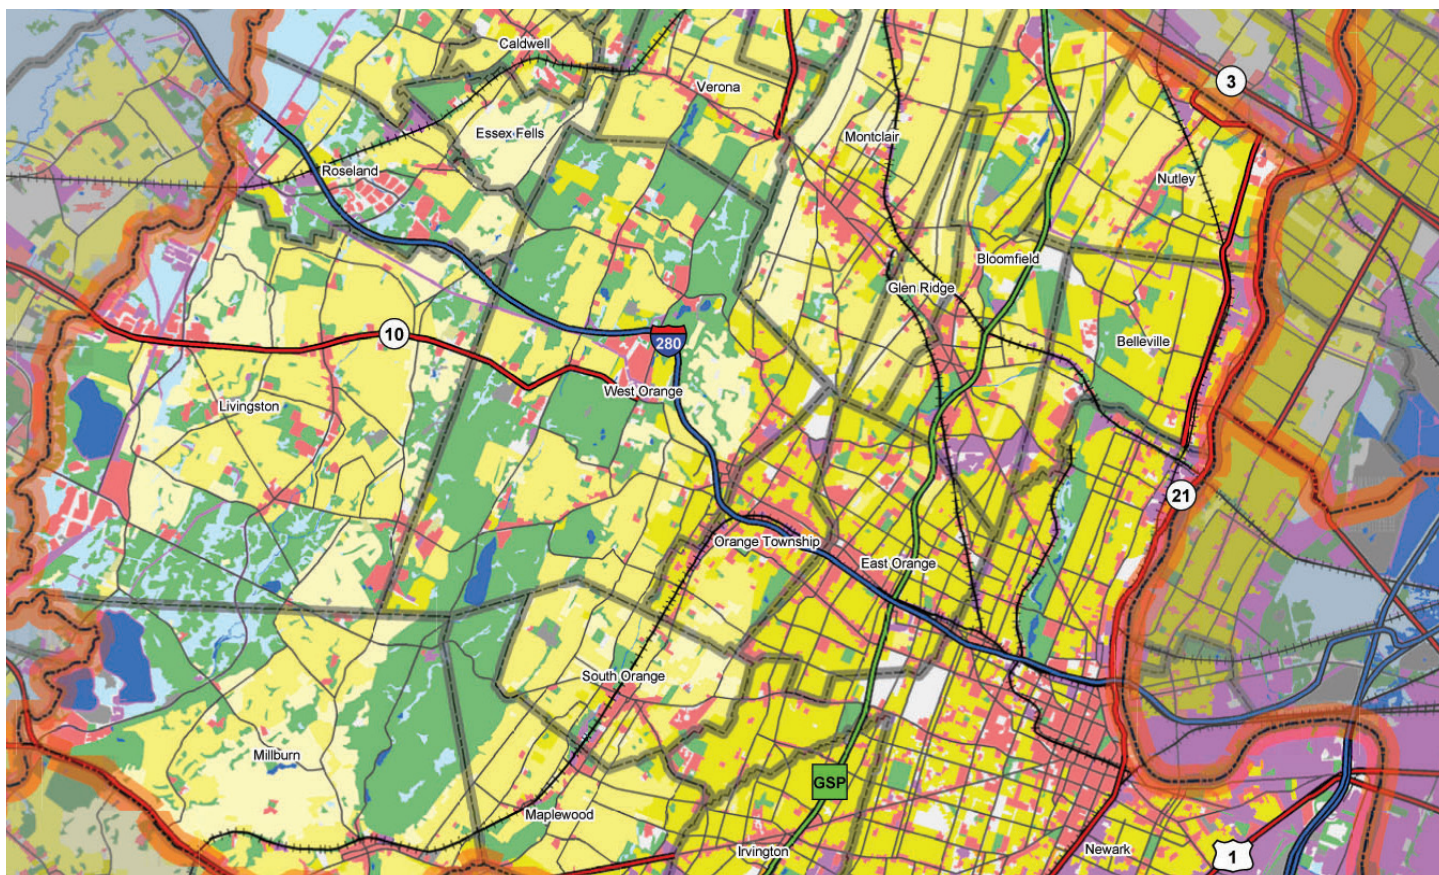 Caldwell
3
Verona
Essex Fells
Montclair
Roseland
Nutley
Bloomfield
Glen Ridge
10
280
Belleville
West Orange
Livingston
21
Orange Township
East Orange
South Orange
Millburn
GSP
Maplewood
Irvington
Newark
1